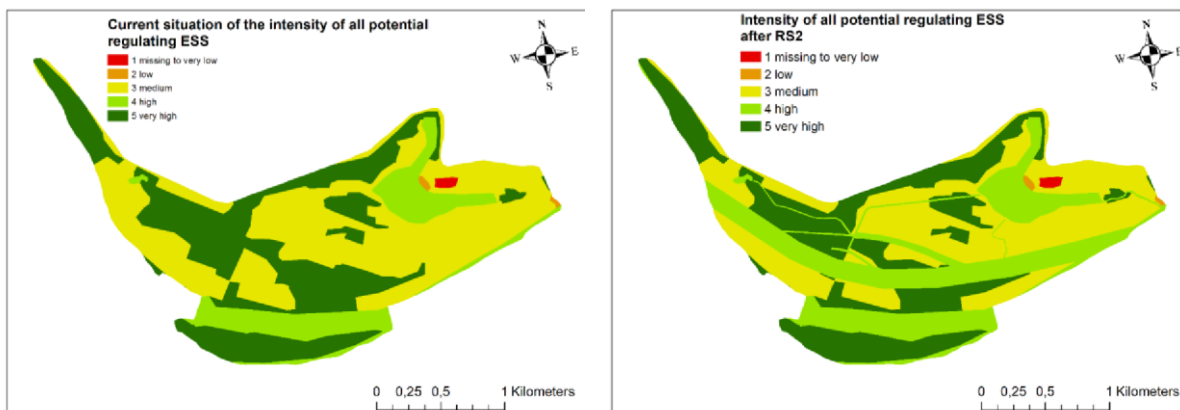 Current situation of the intensity of all potential
regulating ESS
1 missing to very low
2 low
3 medium
4 high
5 very high
N
W E
S
0 0,25 0,5 1 Kilometers
Intensity of all potential regulating ESS
after RS2
1 missing to very low
2 low
3 medium
4 high
5 very high
N
W E
S
0 0,25 0,5 1 Kilometers